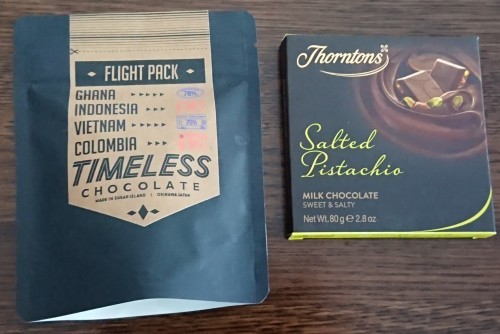 FLIGHT PACK
GHANA
INDONESIA
VIETNAM
COLOMBIA
TIMELESS
CHOCOLATE
Thorntons
Salted
Pistachio
MILK CHOCOLATE
SWEET & SALTY
Net Wt. 80 g ℮ 2.8 oz